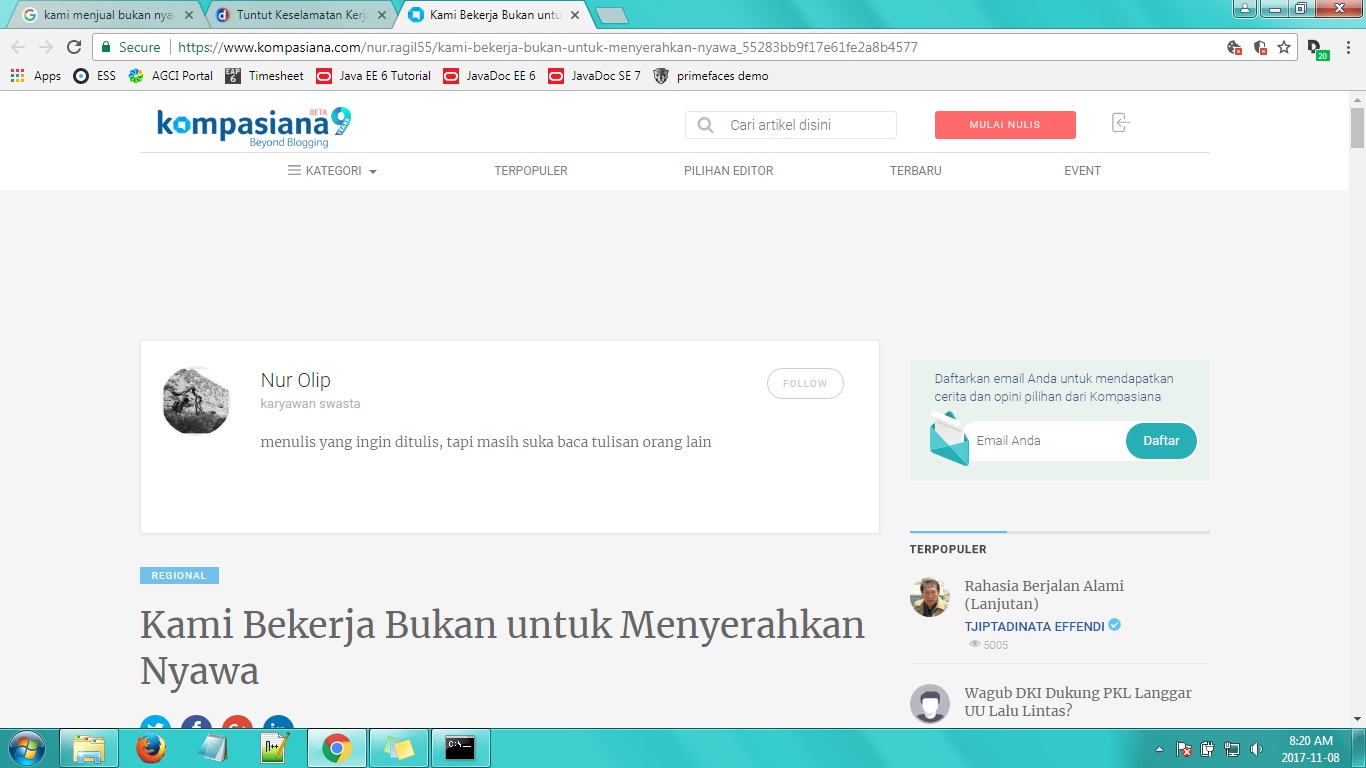 kami menjual bukan nya
Tuntut Keselamatan Kerja
Kami Bekerja Bukan untu
Secure
https://www.kompasiana.com/nur.ragil55/kami-bekerja-bukan-untuk-menyerahkan-nyawa_55283bb9f17e61fe2a8b4577
20
Apps
ESS
AGCI Portal
EAP 6
Timesheet
Java EE 6 Tutorial
JavaDoc EE 6
JavaDoc SE 7
primefaces demo
kompasiana
BETA
9
YEARS
Beyond Blogging
Cari artikel disini
MULAI NULIS
KATEGORI
TERPOPULER
PILIHAN EDITOR
TERBARU
EVENT
Nur Olip
FOLLOW
karyawan swasta
menulis yang ingin ditulis, tapi masih suka baca tulisan orang lain
Daftarkan email Anda untuk mendapatkan
cerita dan opini pilihan dari Kompasiana
Email Anda
Daftar
REGIONAL
Kami Bekerja Bukan untuk Menyerahkan
Nyawa
TERPOPULER
Rahasia Berjalan Alami
(Lanjutan)
TJIPTADINATA EFFENDI
5005
Wagub DKI Dukung PKL Langgar
UU Lalu Lintas?
8:20 AM
2017-11-08